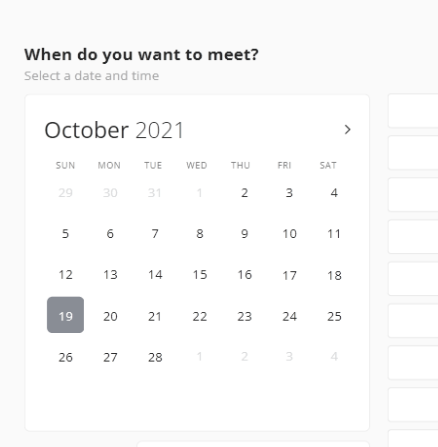 When do you want to meet?
Select a date and time
October 2021
SUN MON TUE WED THU FRI SAT
29 30 31 1 2 3 4
5 6 7 8 9 10 11
12 13 14 15 16 17 18
19 20 21 22 23 24 25
26 27 28 1 2 3 4